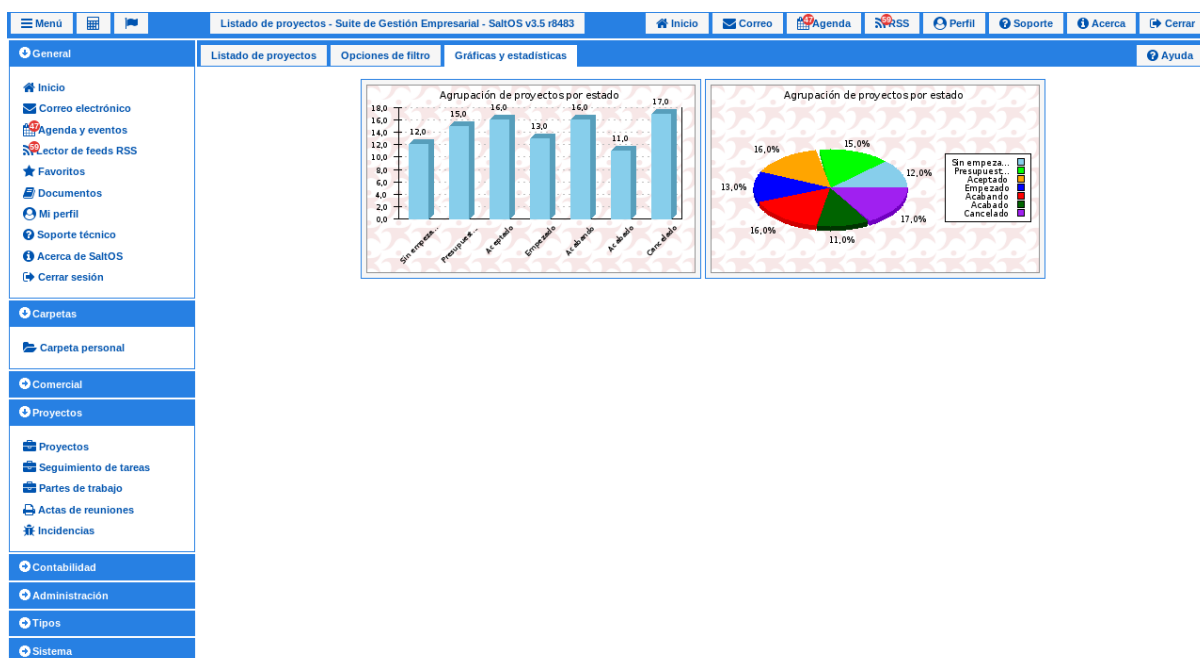 Menú
Listado de proyectos - Suite de Gestión Empresarial - SaltOS v3.5 r8483
Inicio
Correo
47
Agenda
59
RSS
Perfil
Soporte
Acerca
Cerrar
General
Inicio
Correo electrónico
47
Agenda y eventos
59
Lector de feeds RSS
Favoritos
Documentos
Mi perfil
Soporte técnico
Acerca de SaltOS
Cerrar sesión
Carpetas
Carpeta personal
Comercial
Proyectos
Proyectos
Seguimiento de tareas
Partes de trabajo
Actas de reuniones
Incidencias
Contabilidad
Administración
Tipos
Sistema
Listado de proyectos
Opciones de filtro
Gráficas y estadísticas
Ayuda
Agrupación de proyectos por estado
18,0
16,0
14,0
12,0
10,0
8,0
6,0
4,0
2,0
0,0
12,0
15,0
16,0
13,0
16,0
11,0
17,0
Sin empeza...
Presupuest...
Aceptado
Empezado
Acabando
Acabado
Cancelado
Agrupación de proyectos por estado
16,0%
15,0%
12,0%
13,0%
16,0%
11,0%
17,0%
Sin empeza...
Presupuest...
Aceptado
Empezado
Acabando
Acabado
Cancelado